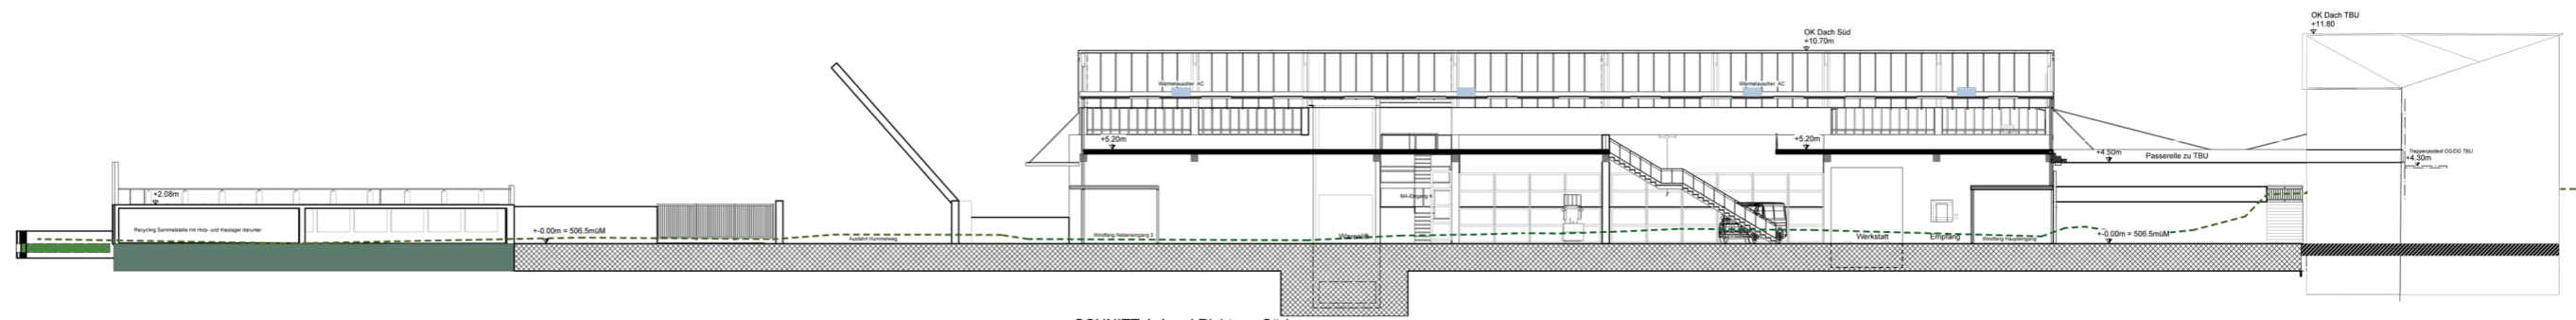 OK Dach TBU
+11.80
OK Dach Süd
+10.70m
Wärmetauscher AC
Wärmetauscher AC
+5.20m
+5.20m
+4.50m
Passerelle zu TBU
Treppenpodest OG/DG TBU
+4.30m
+2.08m
MA-Eingang 4
Recycling Sammelstelle mit Holz- und Kieslager darunter
+-0.00m = 506.5müM
Ausfahrt Hummelweg
Windfang Nebeneingang 3
Warenlift
Werkstatt
Empfang
Windfang Haupteingang
+-0.00m = 506.5müM